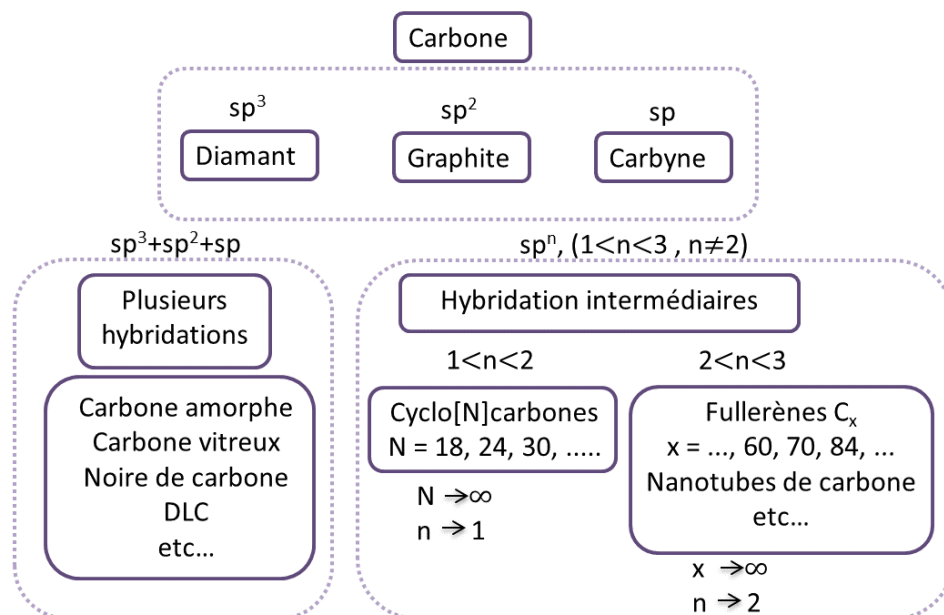 Carbone
sp³ sp² sp
Diamant Graphite Carbyne
sp³+sp²+sp
Plusieurs
hybridations
Carbone amorphe
Carbone vitreux
Noire de carbone
DLC
etc...
spⁿ, (1<n<3 , n≠2)
Hybridation intermédiaires
1<n<2
Cyclo[N]carbones
N = 18, 24, 30, .....
N →∞
n → 1
2<n<3
Fullerènes Cₓ
x = ..., 60, 70, 84, ...
Nanotubes de carbone
etc...
x →∞
n → 2